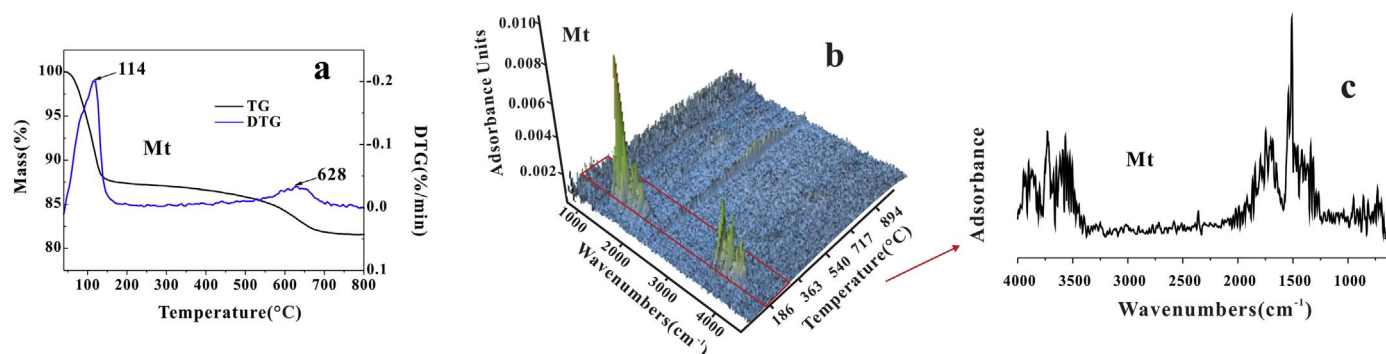 a
114
TG
DTG
Mt
628
100
95
90
85
80
Mass(%)
-0.2
-0.1
0.0
0.1
DTG(%/min)
100 200 300 400 500 600 700 800
Temperature(°C)
b
Mt
0.010
0.008
0.006
0.004
0.002
Adsorbance Units
1000
2000
3000
4000
Wavenumbers(cm-1)
186
363
540
717
894
Temperature(°C)
c
Mt
Adsorbance
4000 3500 3000 2500 2000 1500 1000
Wavenumbers(cm-1)